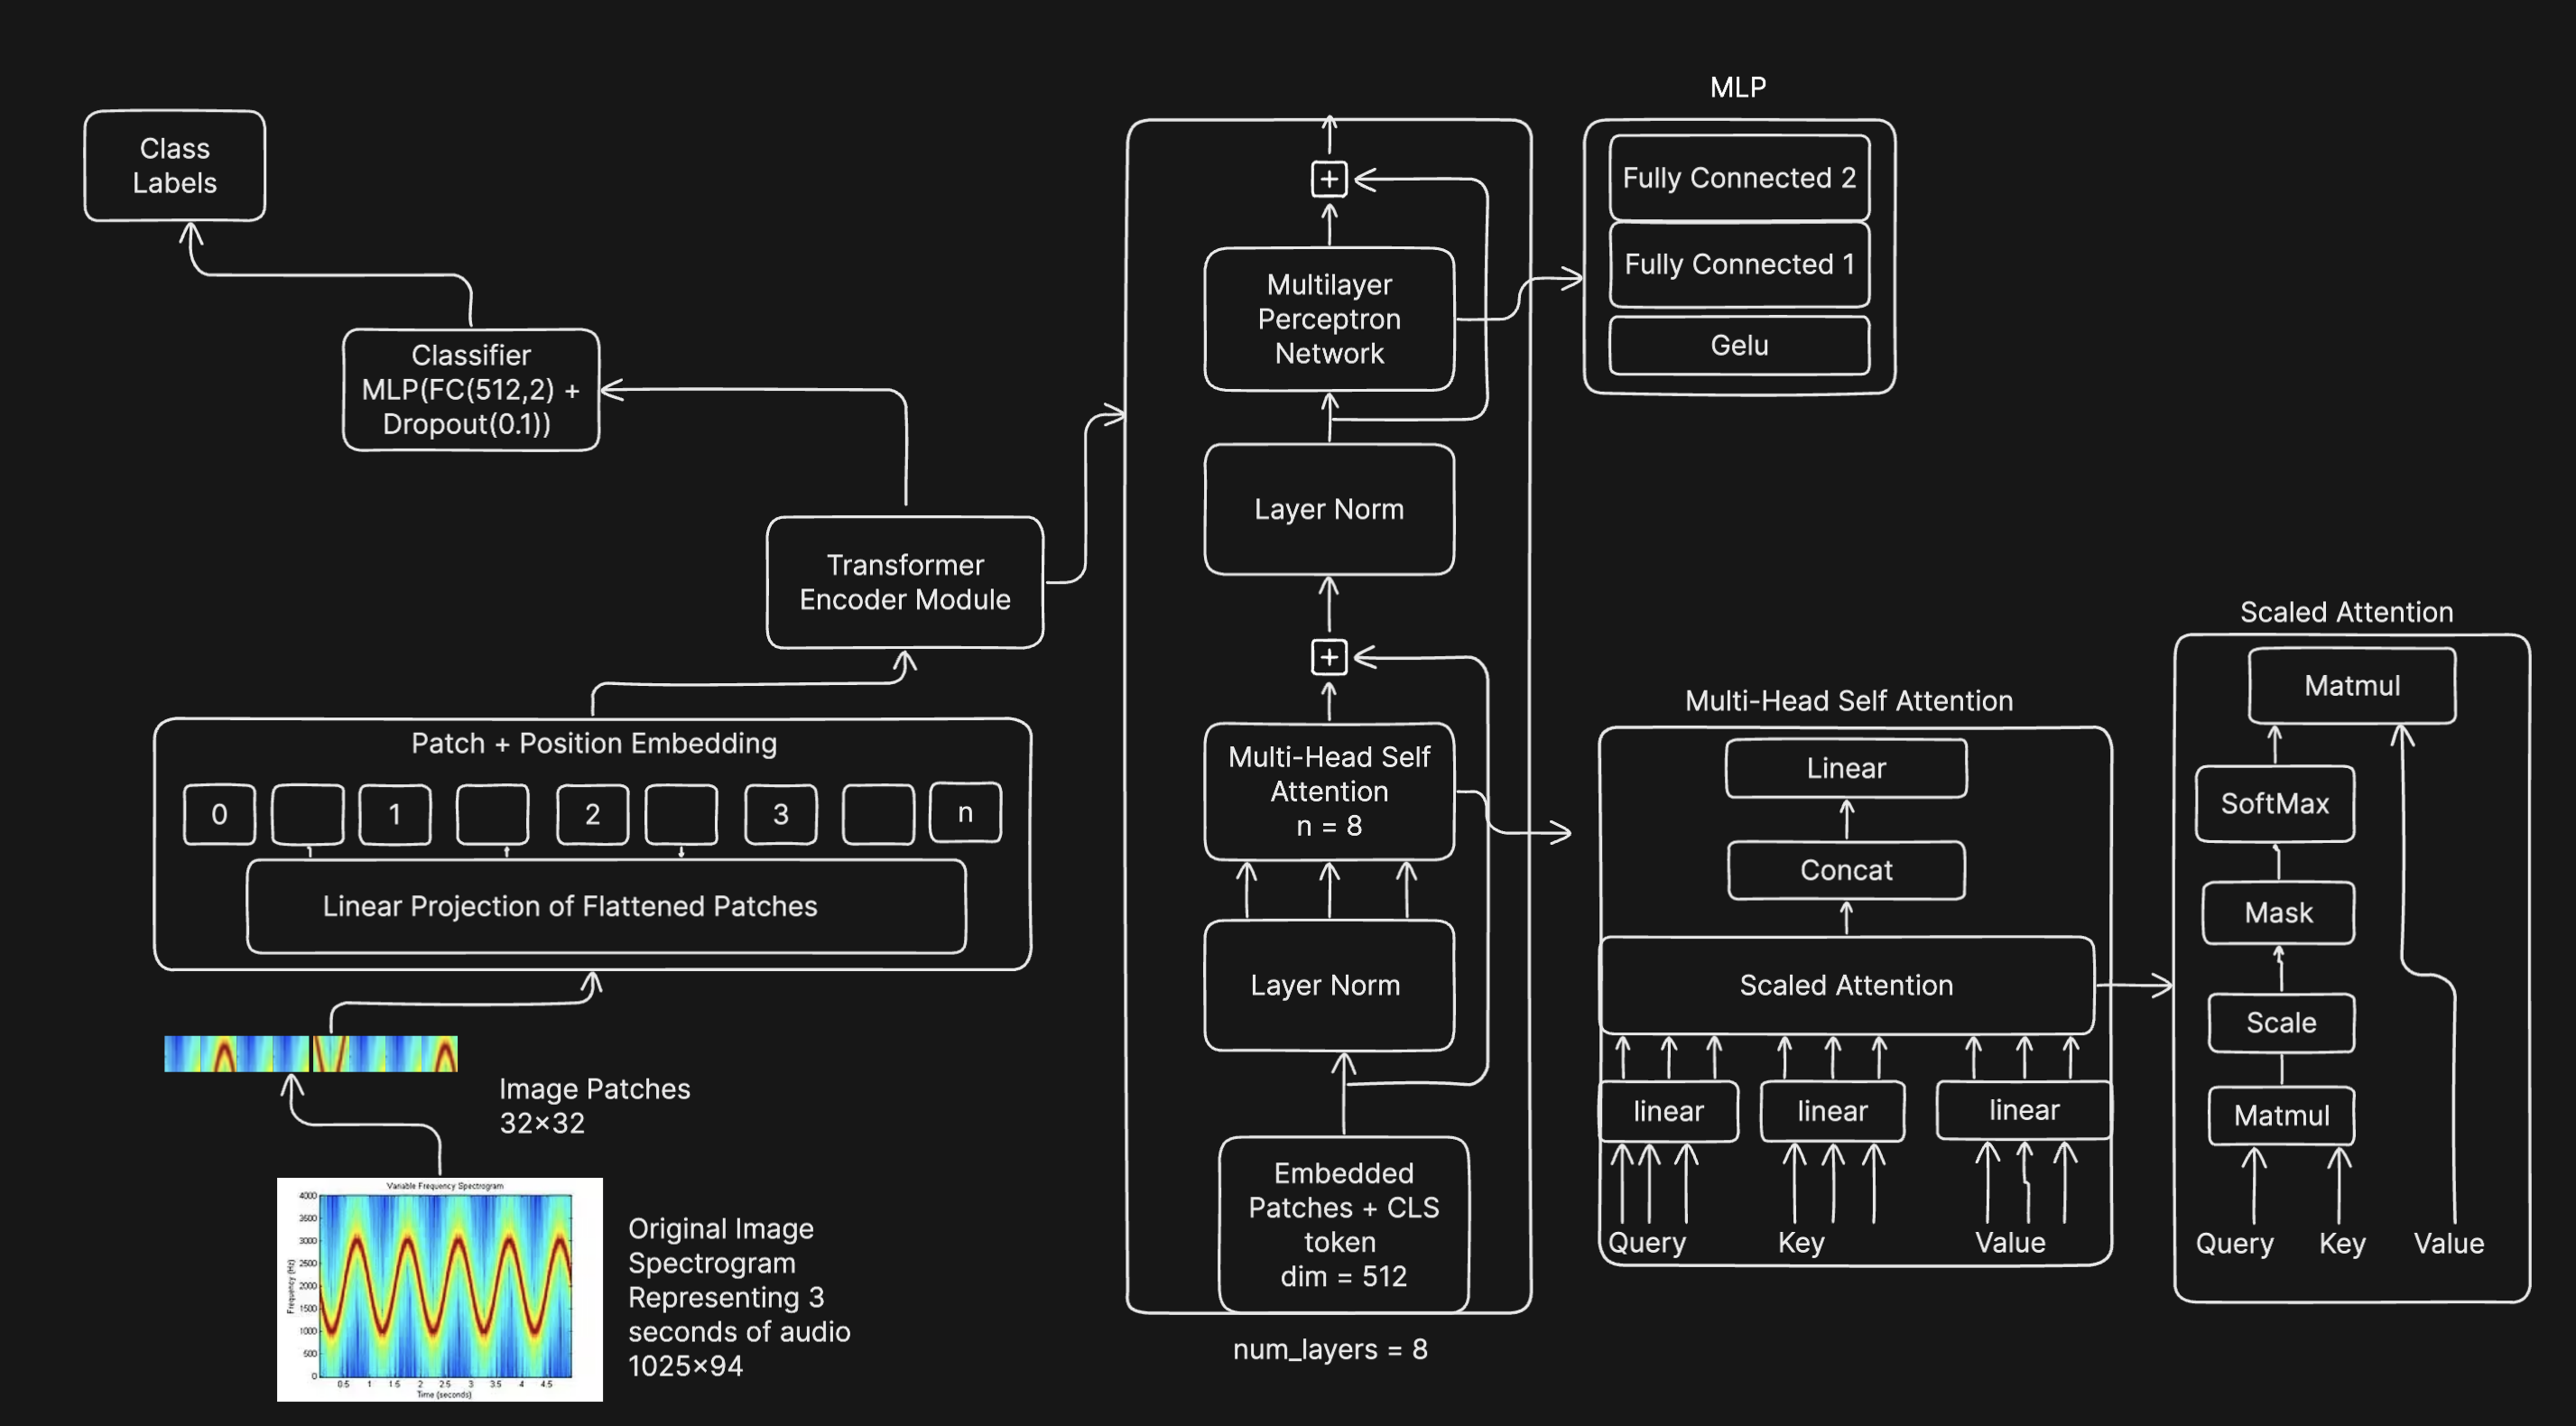 Class
Labels
Classifier
MLP(FC(512,2) +
Dropout(0.1))
Transformer
Encoder Module
Patch + Position Embedding
0
1
2
3
n
Linear Projection of Flattened Patches
Image Patches
32×32
Variable Frequency Spectrogram
4000
3500
3000
2500
2000
1500
1000
500
0
Frequency (Hz)
0.5 1 1.5 2 2.5 3 3.5 4 4.5
Time (seconds)
Original Image
Spectrogram
Representing 3
seconds of audio
1025×94
+
Multilayer
Perceptron
Network
Layer Norm
+
Multi-Head Self
Attention
n = 8
Layer Norm
Embedded
Patches + CLS
token
dim = 512
num_layers = 8
MLP
Fully Connected 2
Fully Connected 1
Gelu
Multi-Head Self Attention
Linear
Concat
Scaled Attention
linear
linear
linear
Query
Key
Value
Scaled Attention
Matmul
SoftMax
Mask
Scale
Matmul
Query
Key
Value